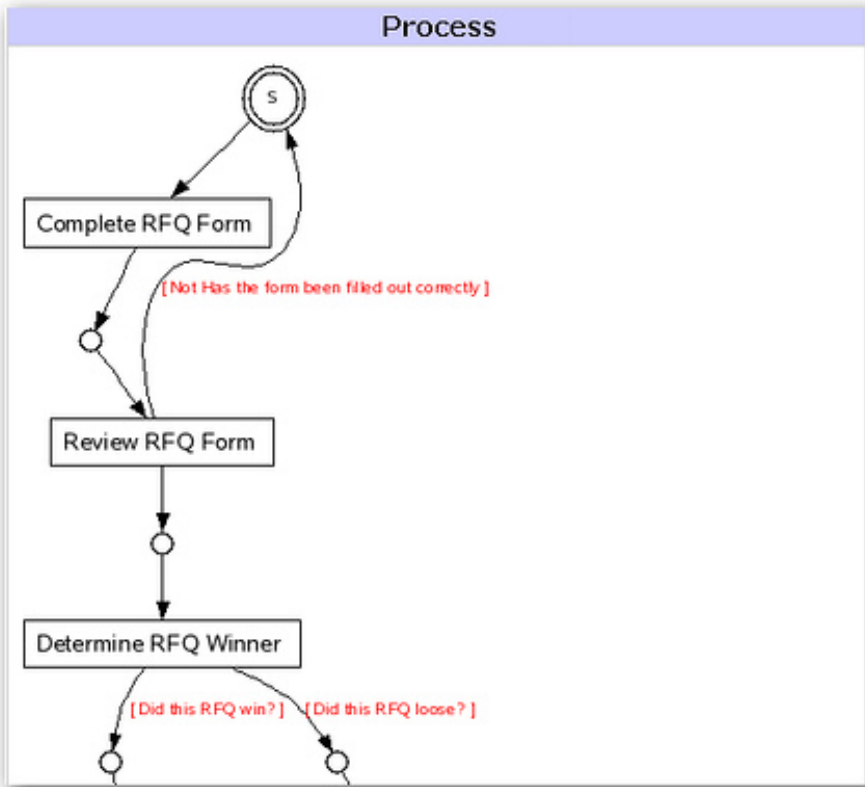 Process
S
Complete RFQ Form
[ Not Has the form been filled out correctly ]
Review RFQ Form
Determine RFQ Winner
[ Did this RFQ win? ]
[ Did this RFQ loose? ]